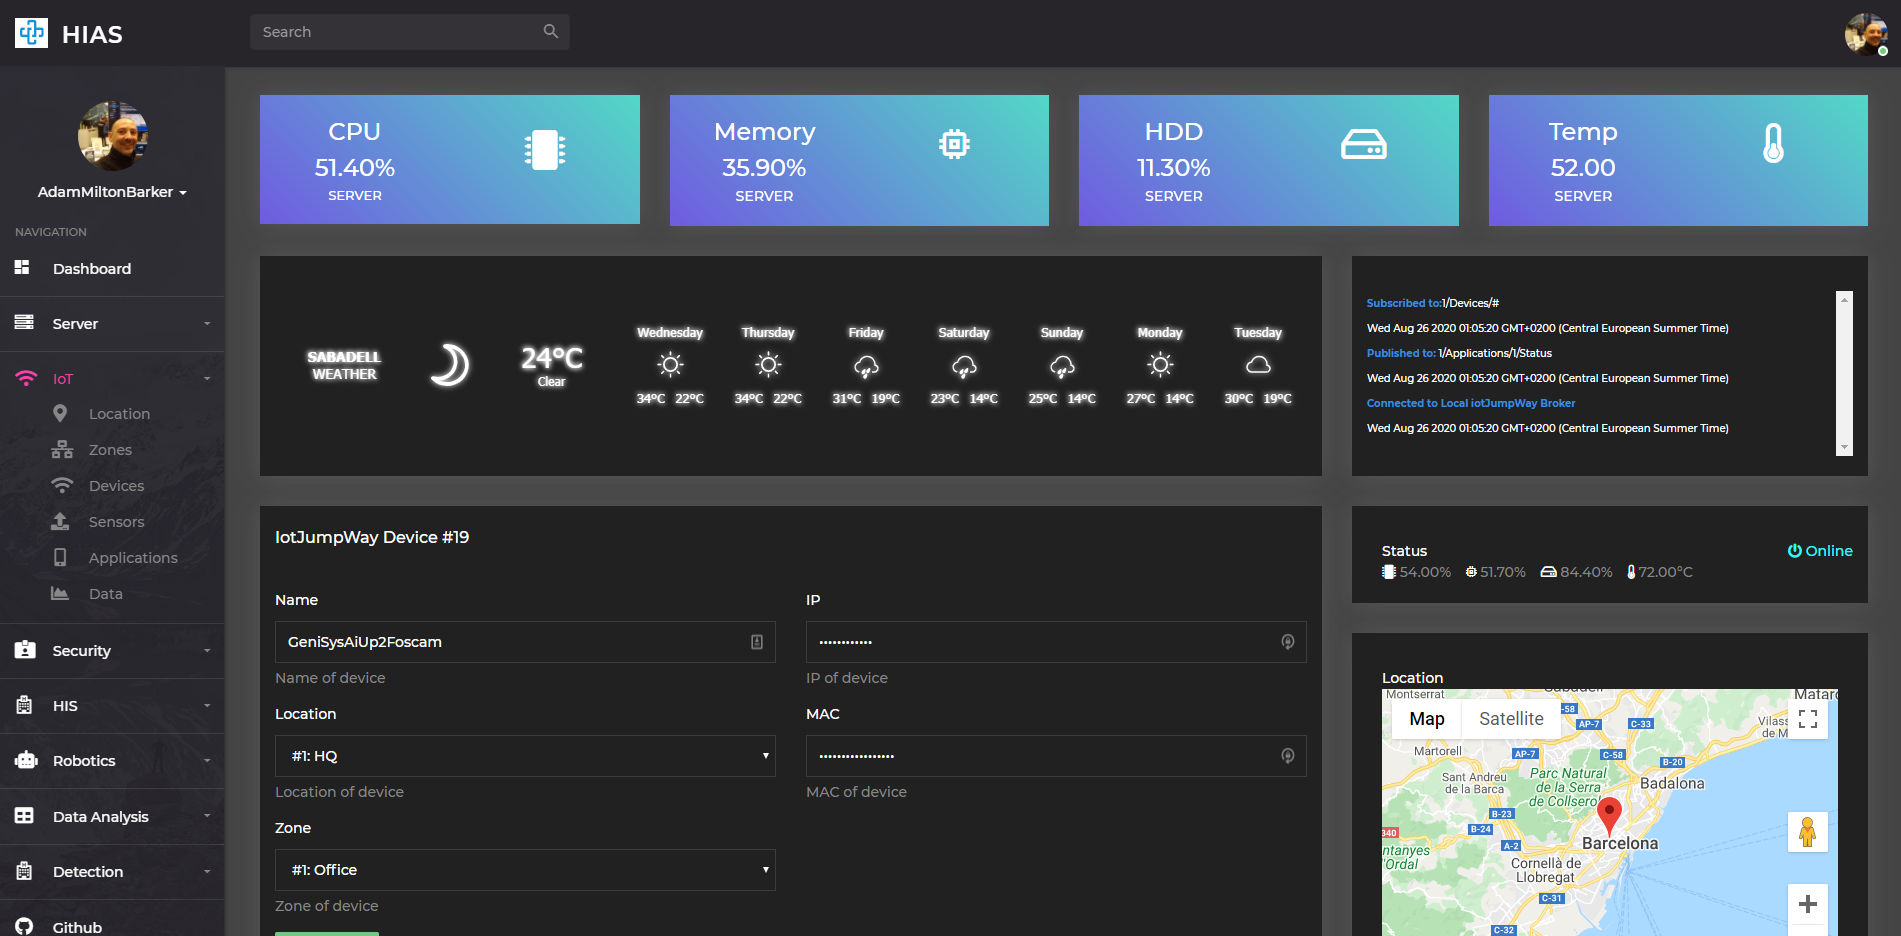 HIAS
Search
AdamMiltonBarker
NAVIGATION
Dashboard
Server
IoT
Location
Zones
Devices
Sensors
Applications
Data
Security
HIS
Robotics
Data Analysis
Detection
Github
CPU
51.40%
SERVER
Memory
35.90%
SERVER
HDD
11.30%
SERVER
Temp
52.00
SERVER
SABADELL
WEATHER
24°C
Clear
Wednesday
34°C 22°C
Thursday
34°C 22°C
Friday
31°C 19°C
Saturday
23°C 14°C
Sunday
25°C 14°C
Monday
27°C 14°C
Tuesday
30°C 19°C
Subscribed to:1/Devices/#
Wed Aug 26 2020 01:05:20 GMT+0200 (Central European Summer Time)
Published to: 1/Applications/1/Status
Wed Aug 26 2020 01:05:20 GMT+0200 (Central European Summer Time)
Connected to Local iotJumpWay Broker
Wed Aug 26 2020 01:05:20 GMT+0200 (Central European Summer Time)
IotJumpWay Device #19
Name
GeniSysAiUp2Foscam
Name of device
IP
••••••••••••
IP of device
Location
#1: HQ
Location of device
MAC
•••••••••••••••••
MAC of device
Zone
#1: Office
Zone of device
Status
Online
54.00% 51.70% 84.40% 72.00°C
Location
Map
Satellite
Montserrat
Sabadell
Mataró
Vilass
de M
C-58
AP-7
C-33
Martorell
AP-7
C-58
B-20
Sant Andreu
de la Barca
Parc Natural
de la Serra
de Collserola
Badalona
B-23
B-24
340
A-2
Barcelona
ntanyes
'Ordal
Cornellà de
Llobregat
C-31
C-32